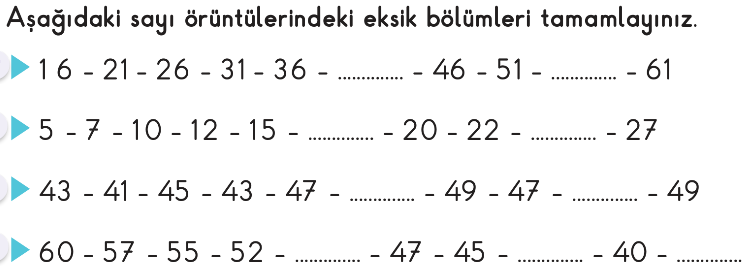 Aşağıdaki sayı örüntülerindeki eksik bölümleri tamamlayınız.
16 - 21 - 26 - 31 - 36 - .............. - 46 - 51 - .............. - 61
5 - 7 - 10 - 12 - 15 - .............. - 20 - 22 - .............. - 27
43 - 41 - 45 - 43 - 47 - .............. - 49 - 47 - .............. - 49
60 - 57 - 55 - 52 - .............. - 47 - 45 - .............. - 40 - ..............